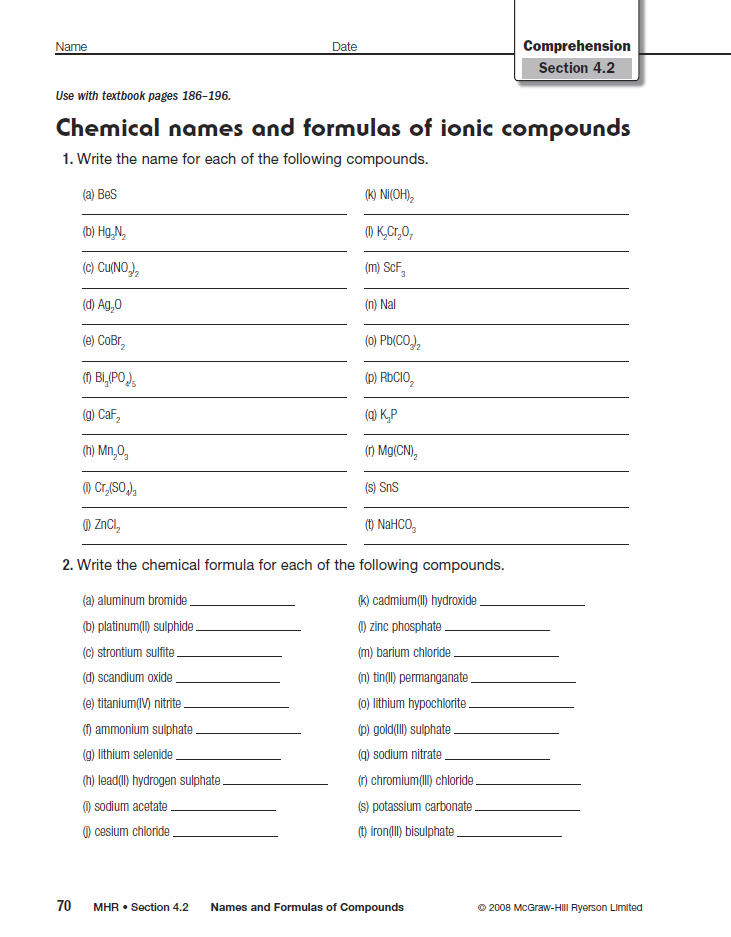 Name Date Comprehension
Section 4.2
Use with textbook pages 186–196.
Chemical names and formulas of ionic compounds
1. Write the name for each of the following compounds.
(a) BeS
(b) Hg₃N₂
(c) Cu(NO₃)₂
(d) Ag₂O
(e) CoBr₂
(f) Bi₃(PO₄)₅
(g) CaF₂
(h) Mn₂O₃
(i) Cr₂(SO₄)₃
(j) ZnCl₂
(k) Ni(OH)₂
(l) K₂Cr₂O₇
(m) ScF₃
(n) NaI
(o) Pb(CO₃)₂
(p) RbClO₂
(q) K₃P
(r) Mg(CN)₂
(s) SnS
(t) NaHCO₃
2. Write the chemical formula for each of the following compounds.
(a) aluminum bromide
(b) platinum(II) sulphide
(c) strontium sulfite
(d) scandium oxide
(e) titanium(IV) nitrite
(f) ammonium sulphate
(g) lithium selenide
(h) lead(II) hydrogen sulphate
(i) sodium acetate
(j) cesium chloride
(k) cadmium(II) hydroxide
(l) zinc phosphate
(m) barium chloride
(n) tin(II) permanganate
(o) lithium hypochlorite
(p) gold(III) sulphate
(q) sodium nitrate
(r) chromium(III) chloride
(s) potassium carbonate
(t) iron(III) bisulphate
70 MHR • Section 4.2 Names and Formulas of Compounds © 2008 McGraw-Hill Ryerson Limited